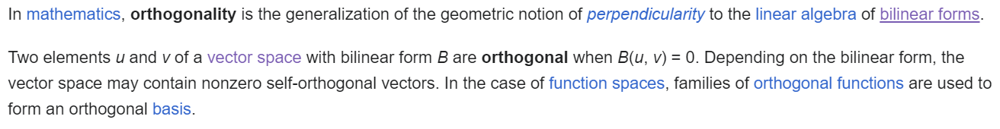 In mathematics, orthogonality is the generalization of the geometric notion of perpendicularity to the linear algebra of bilinear forms.
Two elements u and v of a vector space with bilinear form B are orthogonal when B(u, v) = 0. Depending on the bilinear form, the
vector space may contain nonzero self-orthogonal vectors. In the case of function spaces, families of orthogonal functions are used to
form an orthogonal basis.